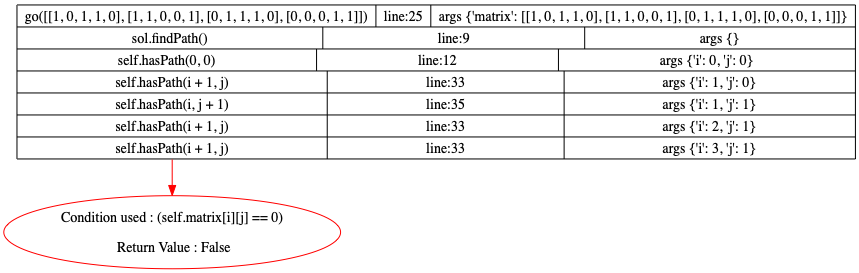 go([[1, 0, 1, 1, 0], [1, 1, 0, 0, 1], [0, 1, 1, 1, 0], [0, 0, 0, 1, 1]]) line:25 args {'matrix': [[1, 0, 1, 1, 0], [1, 1, 0, 0, 1], [0, 1, 1, 1, 0], [0, 0, 0, 1, 1]]}
sol.findPath() line:9 args {}
self.hasPath(0, 0) line:12 args {'i': 0, 'j': 0}
self.hasPath(i + 1, j) line:33 args {'i': 1, 'j': 0}
self.hasPath(i, j + 1) line:35 args {'i': 1, 'j': 1}
self.hasPath(i + 1, j) line:33 args {'i': 2, 'j': 1}
self.hasPath(i + 1, j) line:33 args {'i': 3, 'j': 1}
Condition used : (self.matrix[i][j] == 0)
Return Value : False